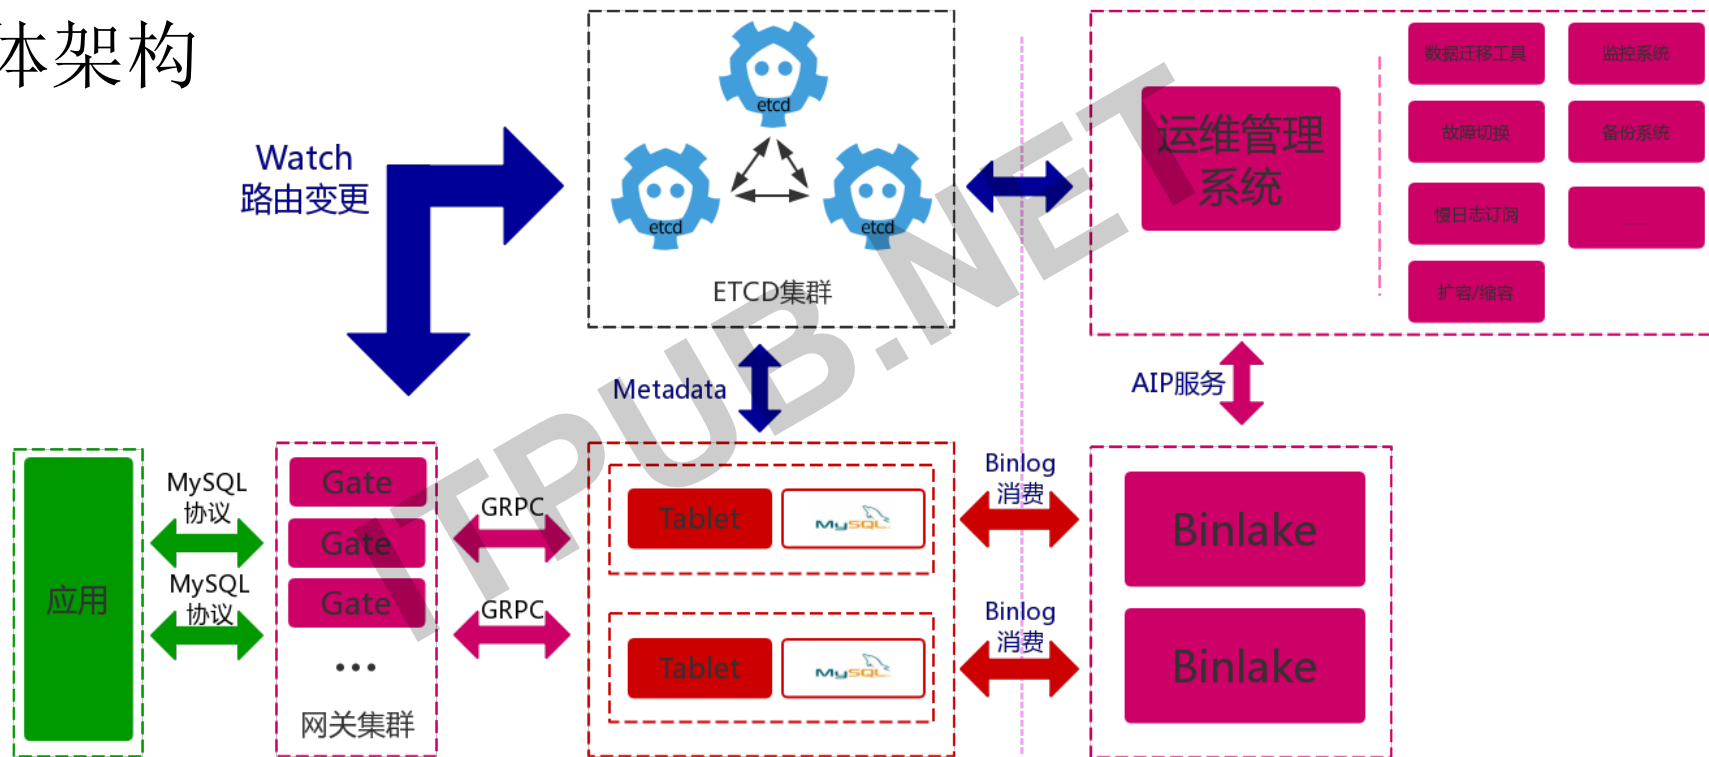 体架构
Watch
路由变更
etcd
etcd
etcd
ETCD集群
运维管理
系统
数据迁移工具
监控系统
故障切换
备份系统
慢日志订阅
......
扩容/缩容
Metadata
AIP服务
应用
MySQL
协议
MySQL
协议
Gate
Gate
Gate
•••
网关集群
GRPC
GRPC
Tablet
MySQL
Tablet
MySQL
Binlog
消费
Binlog
消费
Binlake
Binlake
ITPUB.NET